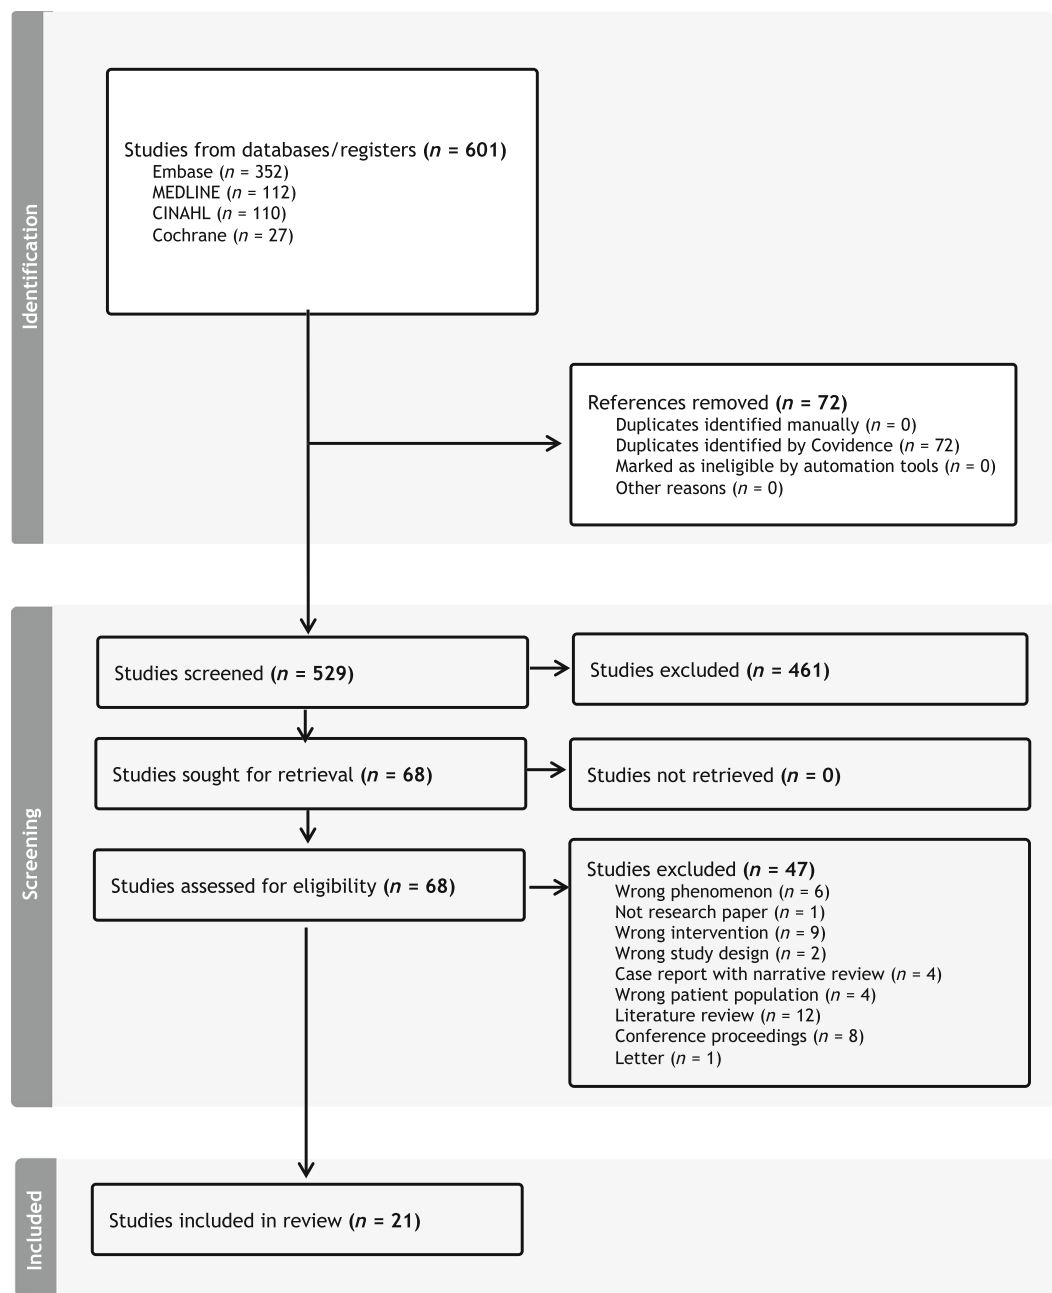 Identification
Studies from databases/registers (n = 601)
Embase (n = 352)
MEDLINE (n = 112)
CINAHL (n = 110)
Cochrane (n = 27)
References removed (n = 72)
Duplicates identified manually (n = 0)
Duplicates identified by Covidence (n = 72)
Marked as ineligible by automation tools (n = 0)
Other reasons (n = 0)
Screening
Studies screened (n = 529)
Studies excluded (n = 461)
Studies sought for retrieval (n = 68)
Studies not retrieved (n = 0)
Studies assessed for eligibility (n = 68)
Studies excluded (n = 47)
Wrong phenomenon (n = 6)
Not research paper (n = 1)
Wrong intervention (n = 9)
Wrong study design (n = 2)
Case report with narrative review (n = 4)
Wrong patient population (n = 4)
Literature review (n = 12)
Conference proceedings (n = 8)
Letter (n = 1)
Included
Studies included in review (n = 21)